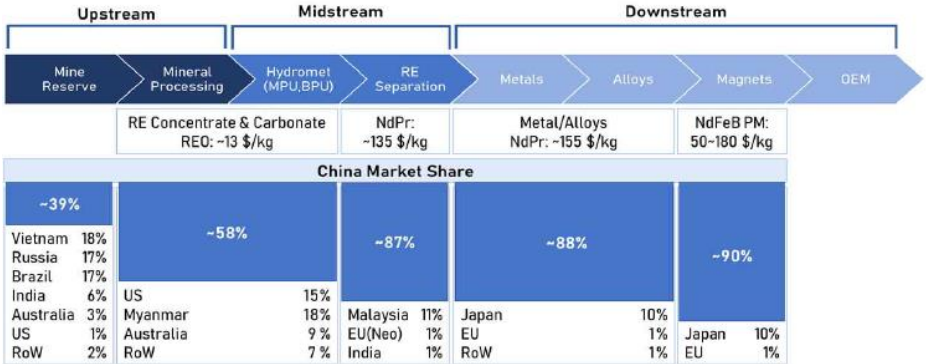 Upstream Midstream Downstream
Mine Reserve
Mineral Processing
Hydromet (MPU,BPU)
RE Separation
Metals
Alloys
Magnets
OEM
RE Concentrate & Carbonate
REO: ~13 $/kg
NdPr:
~135 $/kg
Metal/Alloys
NdPr: ~155 $/kg
NdFeB PM:
50~180 $/kg
China Market Share
~39%
Vietnam 18%
Russia 17%
Brazil 17%
India 6%
Australia 3%
US 1%
RoW 2%
~58%
US 15%
Myanmar 18%
Australia 9%
RoW 7%
~87%
Malaysia 11%
EU(Neo) 1%
India 1%
~88%
Japan 10%
EU 1%
RoW 1%
~90%
Japan 10%
EU 1%